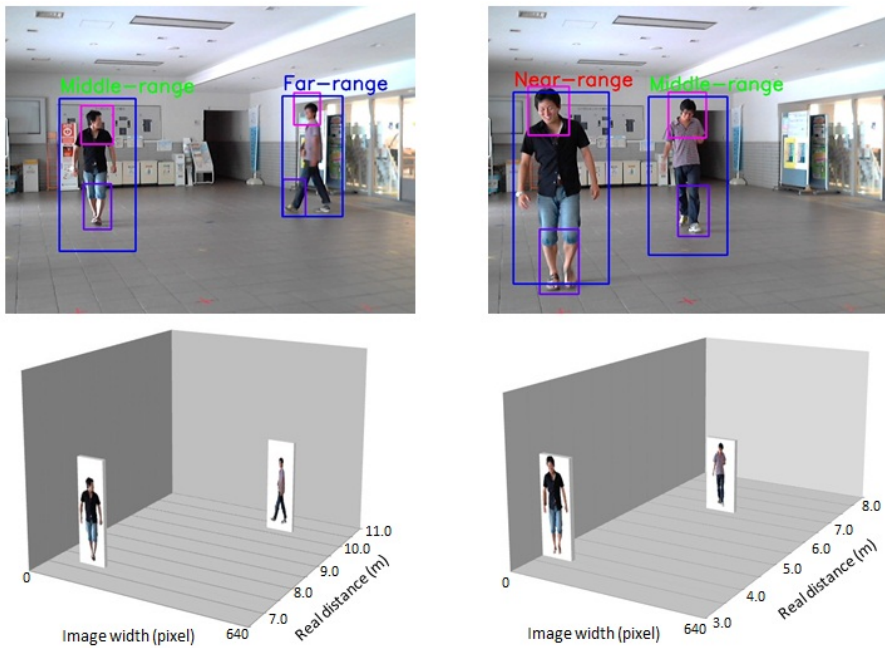 Middle-range
Far-range
Near-range
Middle-range
0
640
Image width (pixel)
7.0
8.0
9.0
10.0
11.0
Real distance (m)
0
640
Image width (pixel)
3.0
4.0
5.0
6.0
7.0
8.0
Real distance (m)